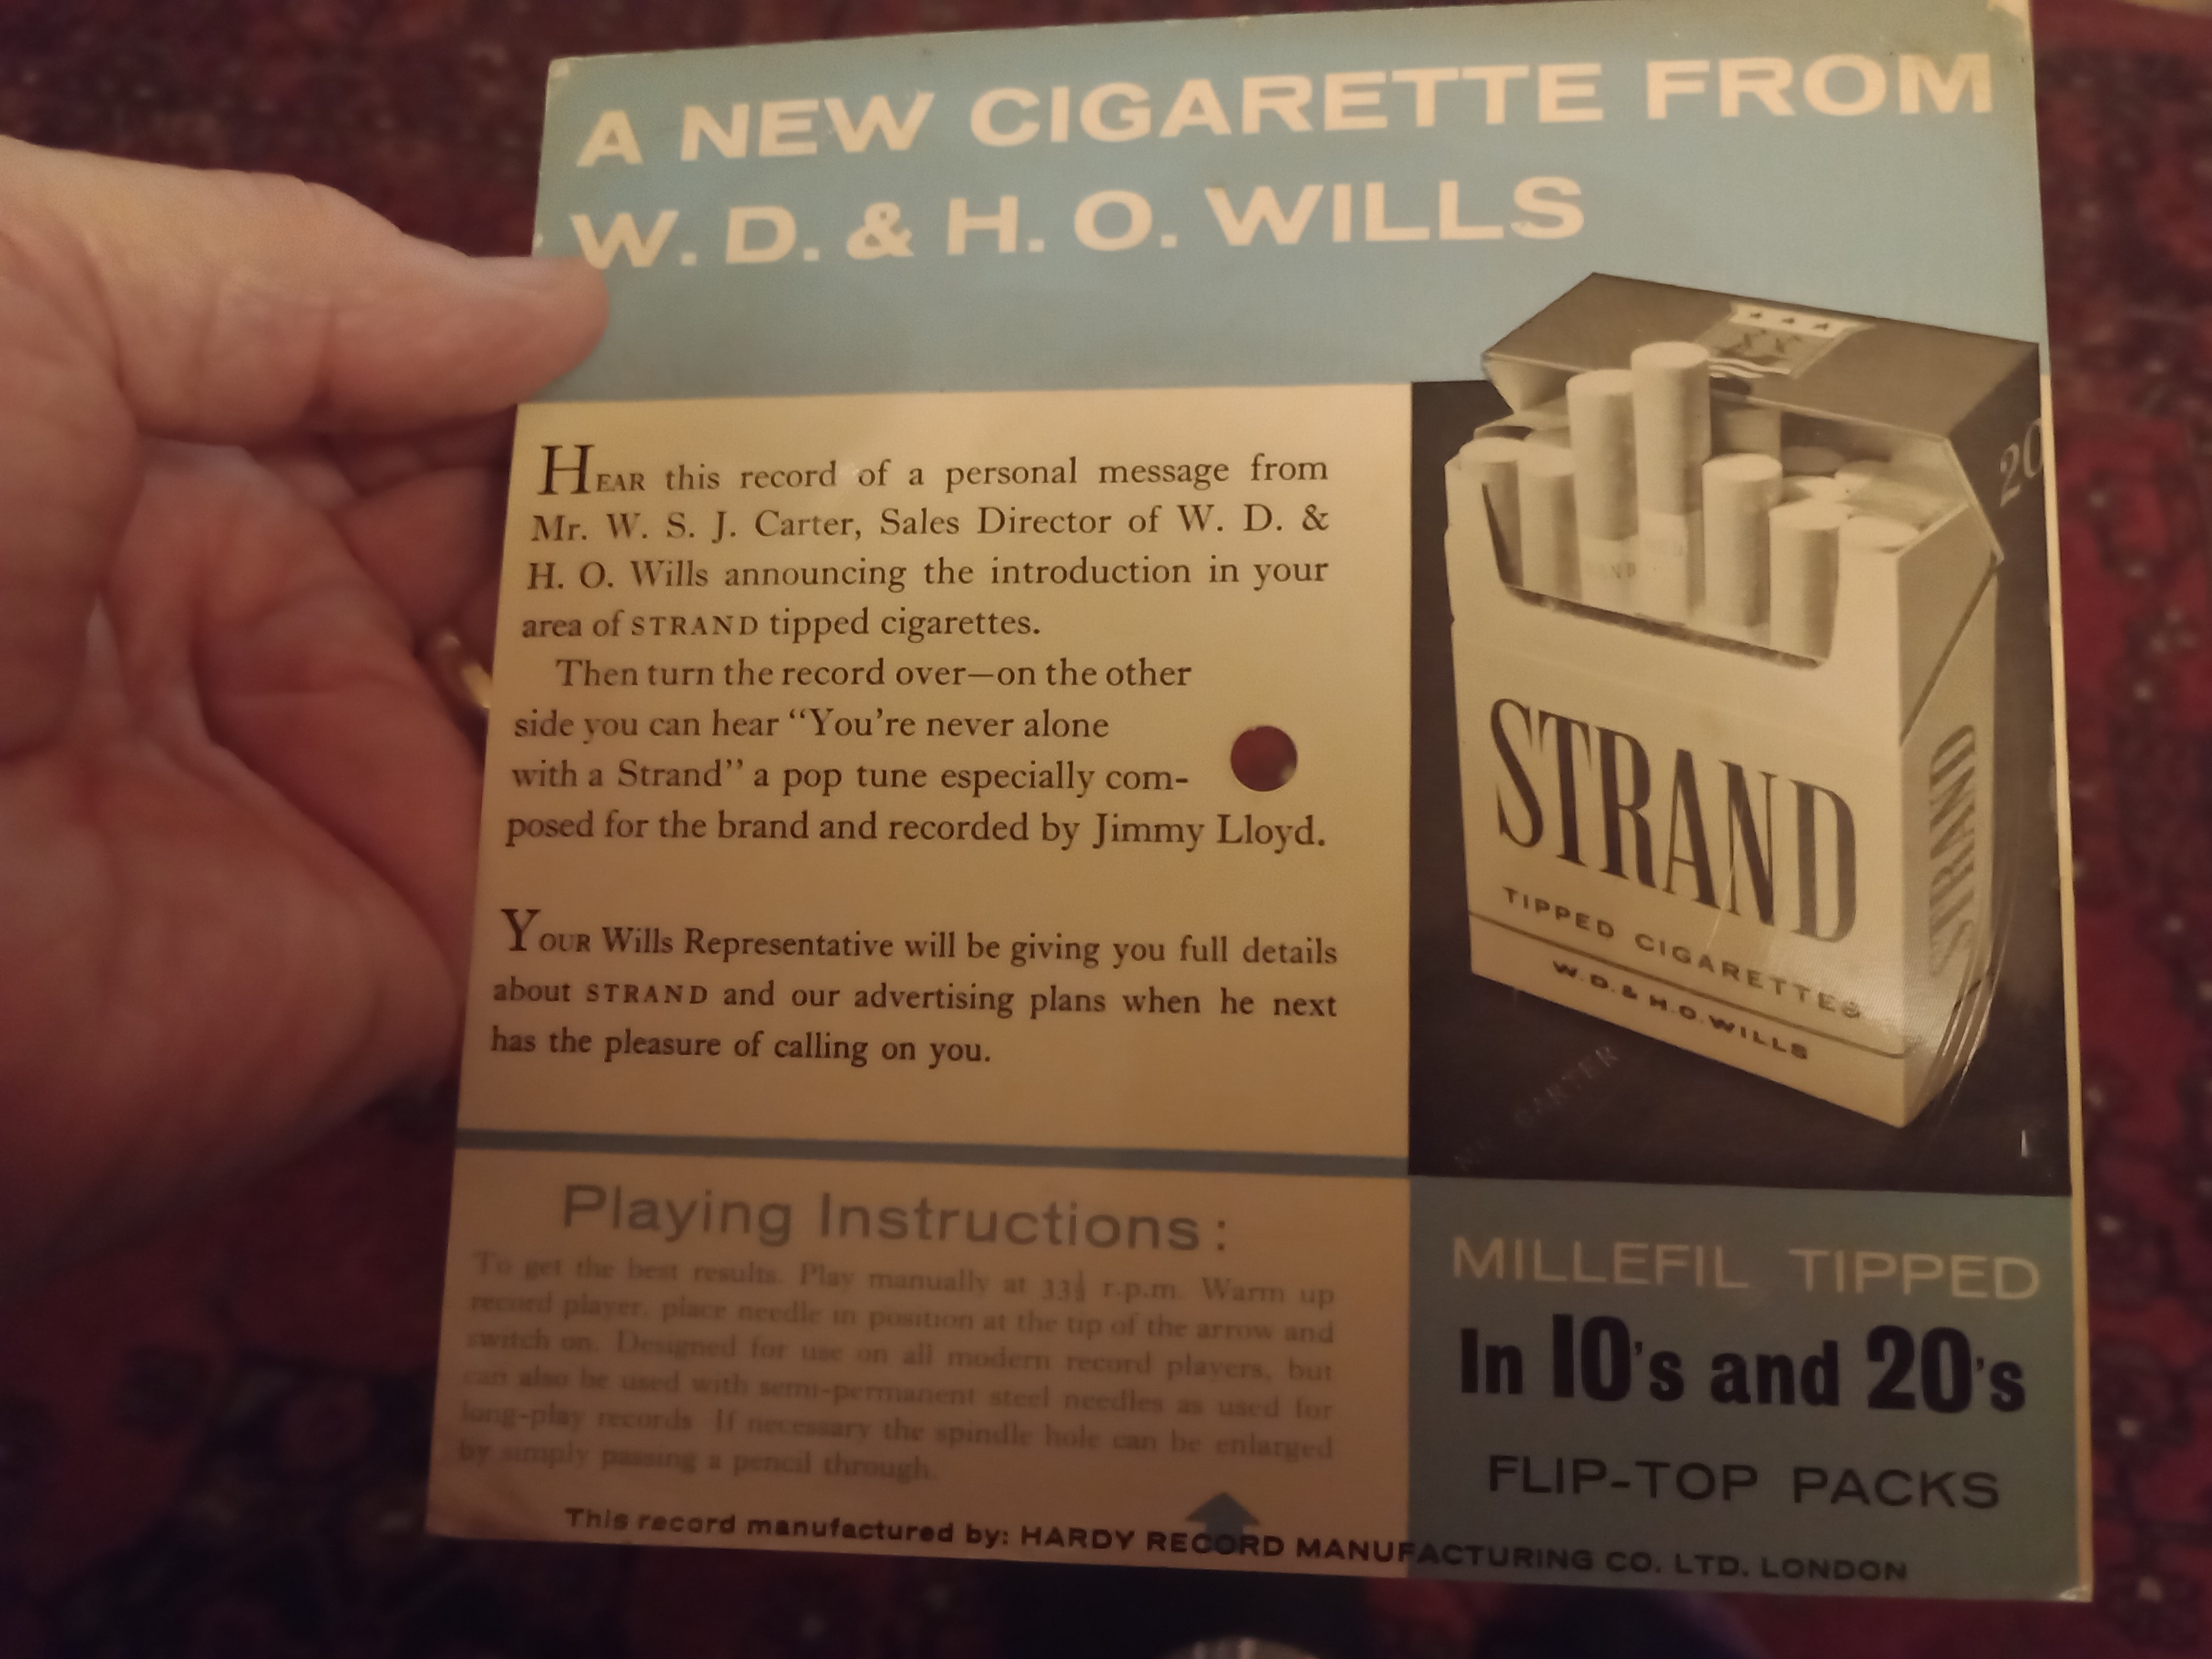 A NEW CIGARETTE FROM
W. D. & H. O. WILLS
HEAR this record of a personal message from
Mr. W. S. J. Carter, Sales Director of W. D. &
H. O. Wills announcing the introduction in your
area of STRAND tipped cigarettes.
Then turn the record over—on the other
side you can hear “You're never alone
with a Strand” a pop tune especially com-
posed for the brand and recorded by Jimmy Lloyd.
YOUR Wills Representative will be giving you full details
about STRAND and our advertising plans when he next
has the pleasure of calling on you.
20
STRAND
STRAND
TIPPED CIGARETTES
W.D.& H.O.WILLS
CARTER
Playing Instructions:
To get the best results. Play manually at 33⅓ r.p.m. Warm up
record player, place needle in position at the tip of the arrow and
switch on. Designed for use on all modern record players, but
can also be used with semi-permanent steel needles as used for
long-play records If necessary the spindle hole can be enlarged
by simply passing a pencil through.
MILLEFIL TIPPED
In 10's and 20's
FLIP-TOP PACKS
This record manufactured by: HARDY RECORD MANUFACTURING CO. LTD. LONDON